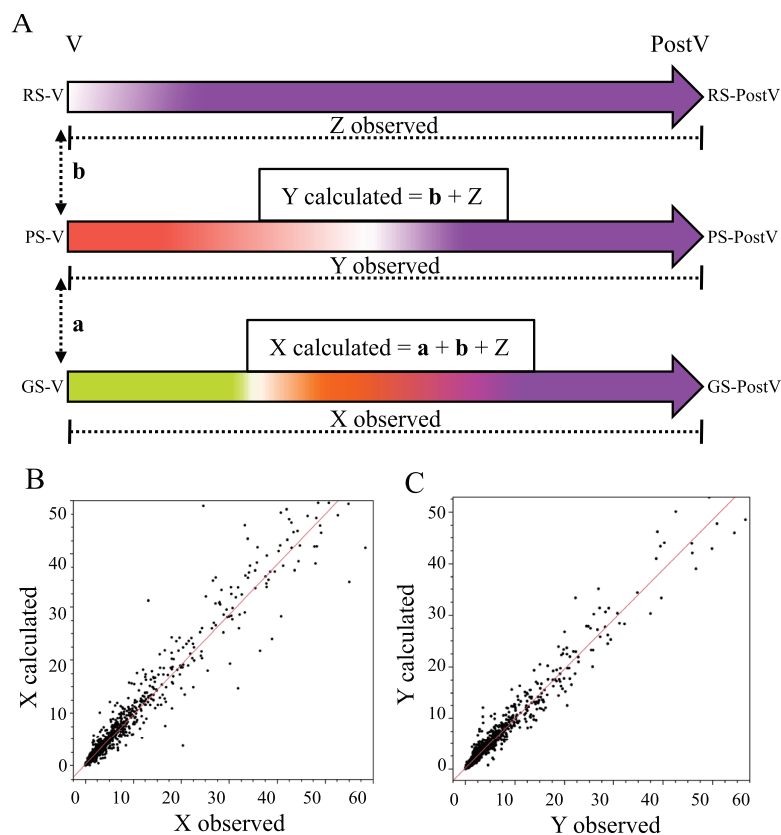 A
V PostV
RS-V RS-PostV
Z observed
b
Y calculated = b + Z
PS-V PS-PostV
Y observed
a
X calculated = a + b + Z
GS-V GS-PostV
X observed
B
50
40
30
20
10
0
X calculated
0 10 20 30 40 50 60
X observed
C
50
40
30
20
10
0
Y calculated
0 10 20 30 40 50 60
Y observed